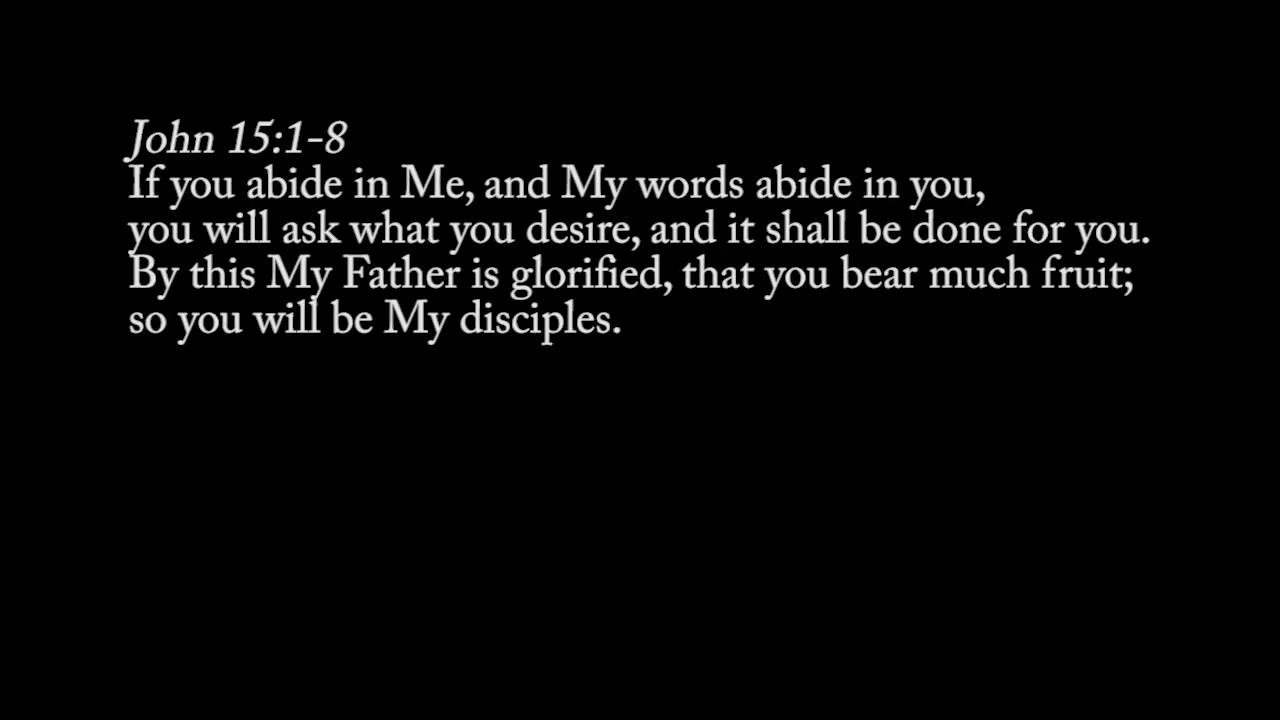 John 15:1-8
If you abide in Me, and My words abide in you,
you will ask what you desire, and it shall be done for you.
By this My Father is glorified, that you bear much fruit;
so you will be My disciples.